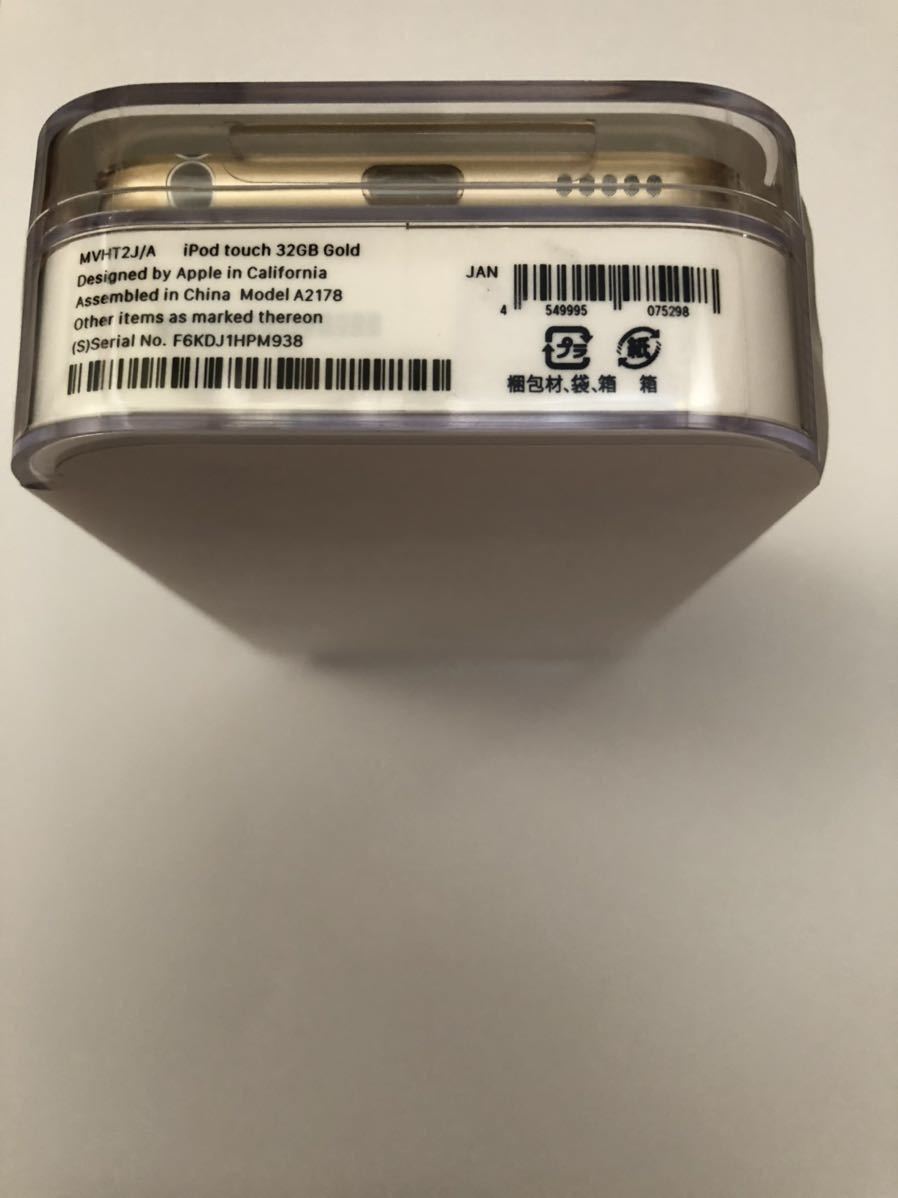 MVHT2J/A iPod touch 32GB Gold
Designed by Apple in California
Assembled in China Model A2178
Other items as marked thereon
(S)Serial No. F6KDJ1HPM938
JAN
4 549995 075298
プラ 紙
梱包材、袋、箱 箱